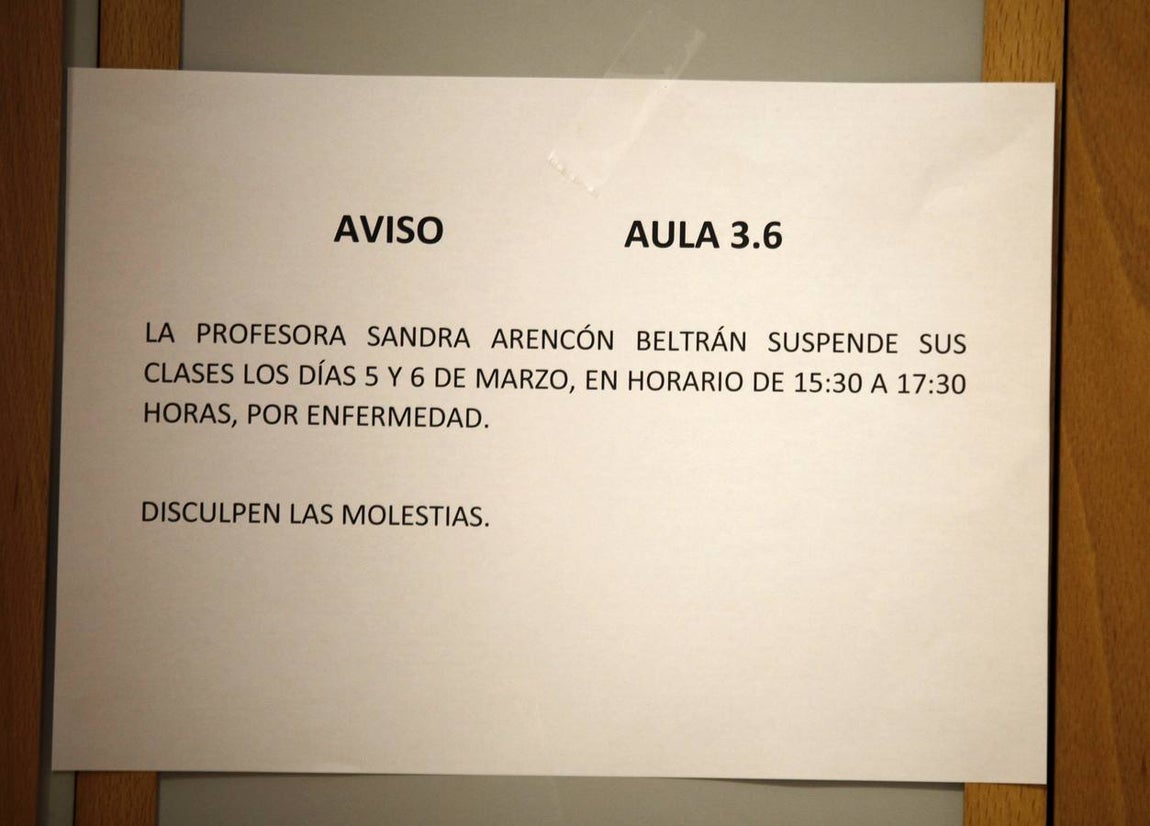 AVISO AULA 3.6
LA PROFESORA SANDRA ARENCÓN BELTRÁN SUSPENDE SUS
CLASES LOS DÍAS 5 Y 6 DE MARZO, EN HORARIO DE 15:30 A 17:30
HORAS, POR ENFERMEDAD.
DISCULPEN LAS MOLESTIAS.